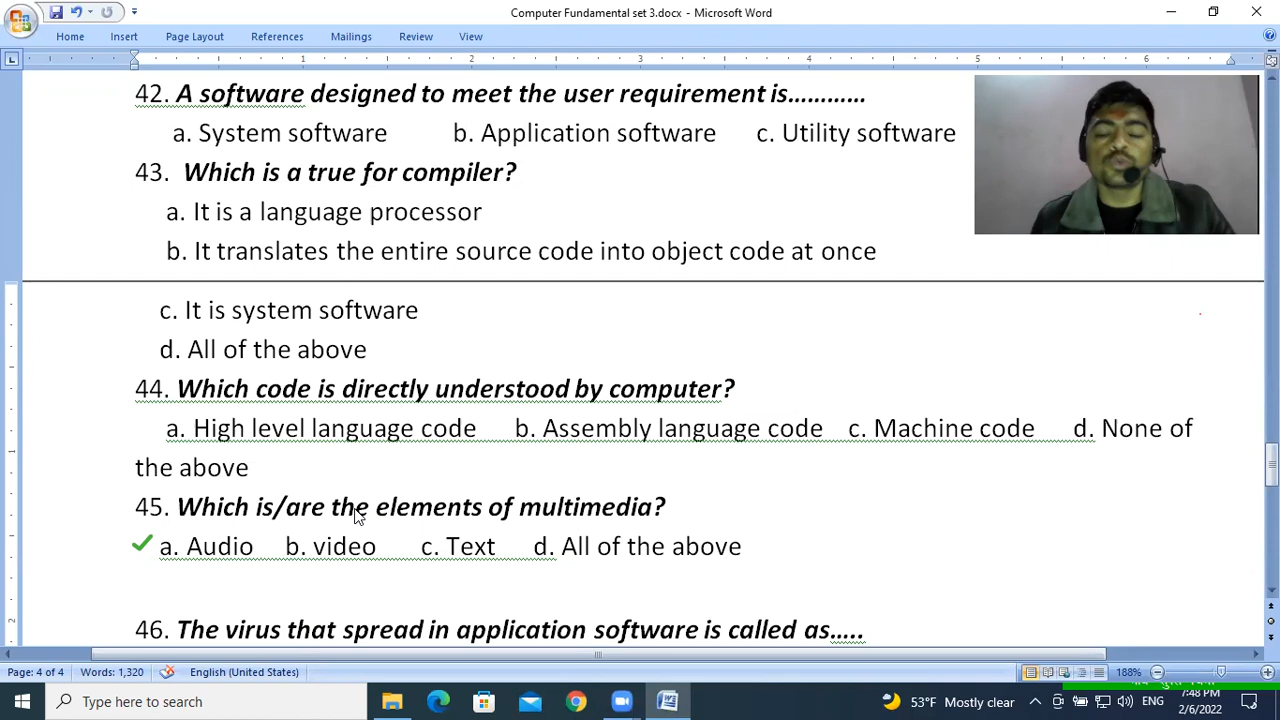 Computer Fundamental set 3.docx - Microsoft Word
Home Insert Page Layout References Mailings Review View
1 2 3 4 5 6
42. A software designed to meet the user requirement is…………
a. System software b. Application software c. Utility software
43. Which is a true for compiler?
a. It is a language processor
b. It translates the entire source code into object code at once
c. It is system software
d. All of the above
44. Which code is directly understood by computer?
a. High level language code b. Assembly language code c. Machine code d. None of
the above
45. Which is/are the elements of multimedia?
a. Audio b. video c. Text d. All of the above
46. The virus that spread in application software is called as…..
Page: 4 of 4 Words: 1,320 English (United States) 188%
Type here to search 53°F Mostly clear ENG 7:48 PM
2/6/2022